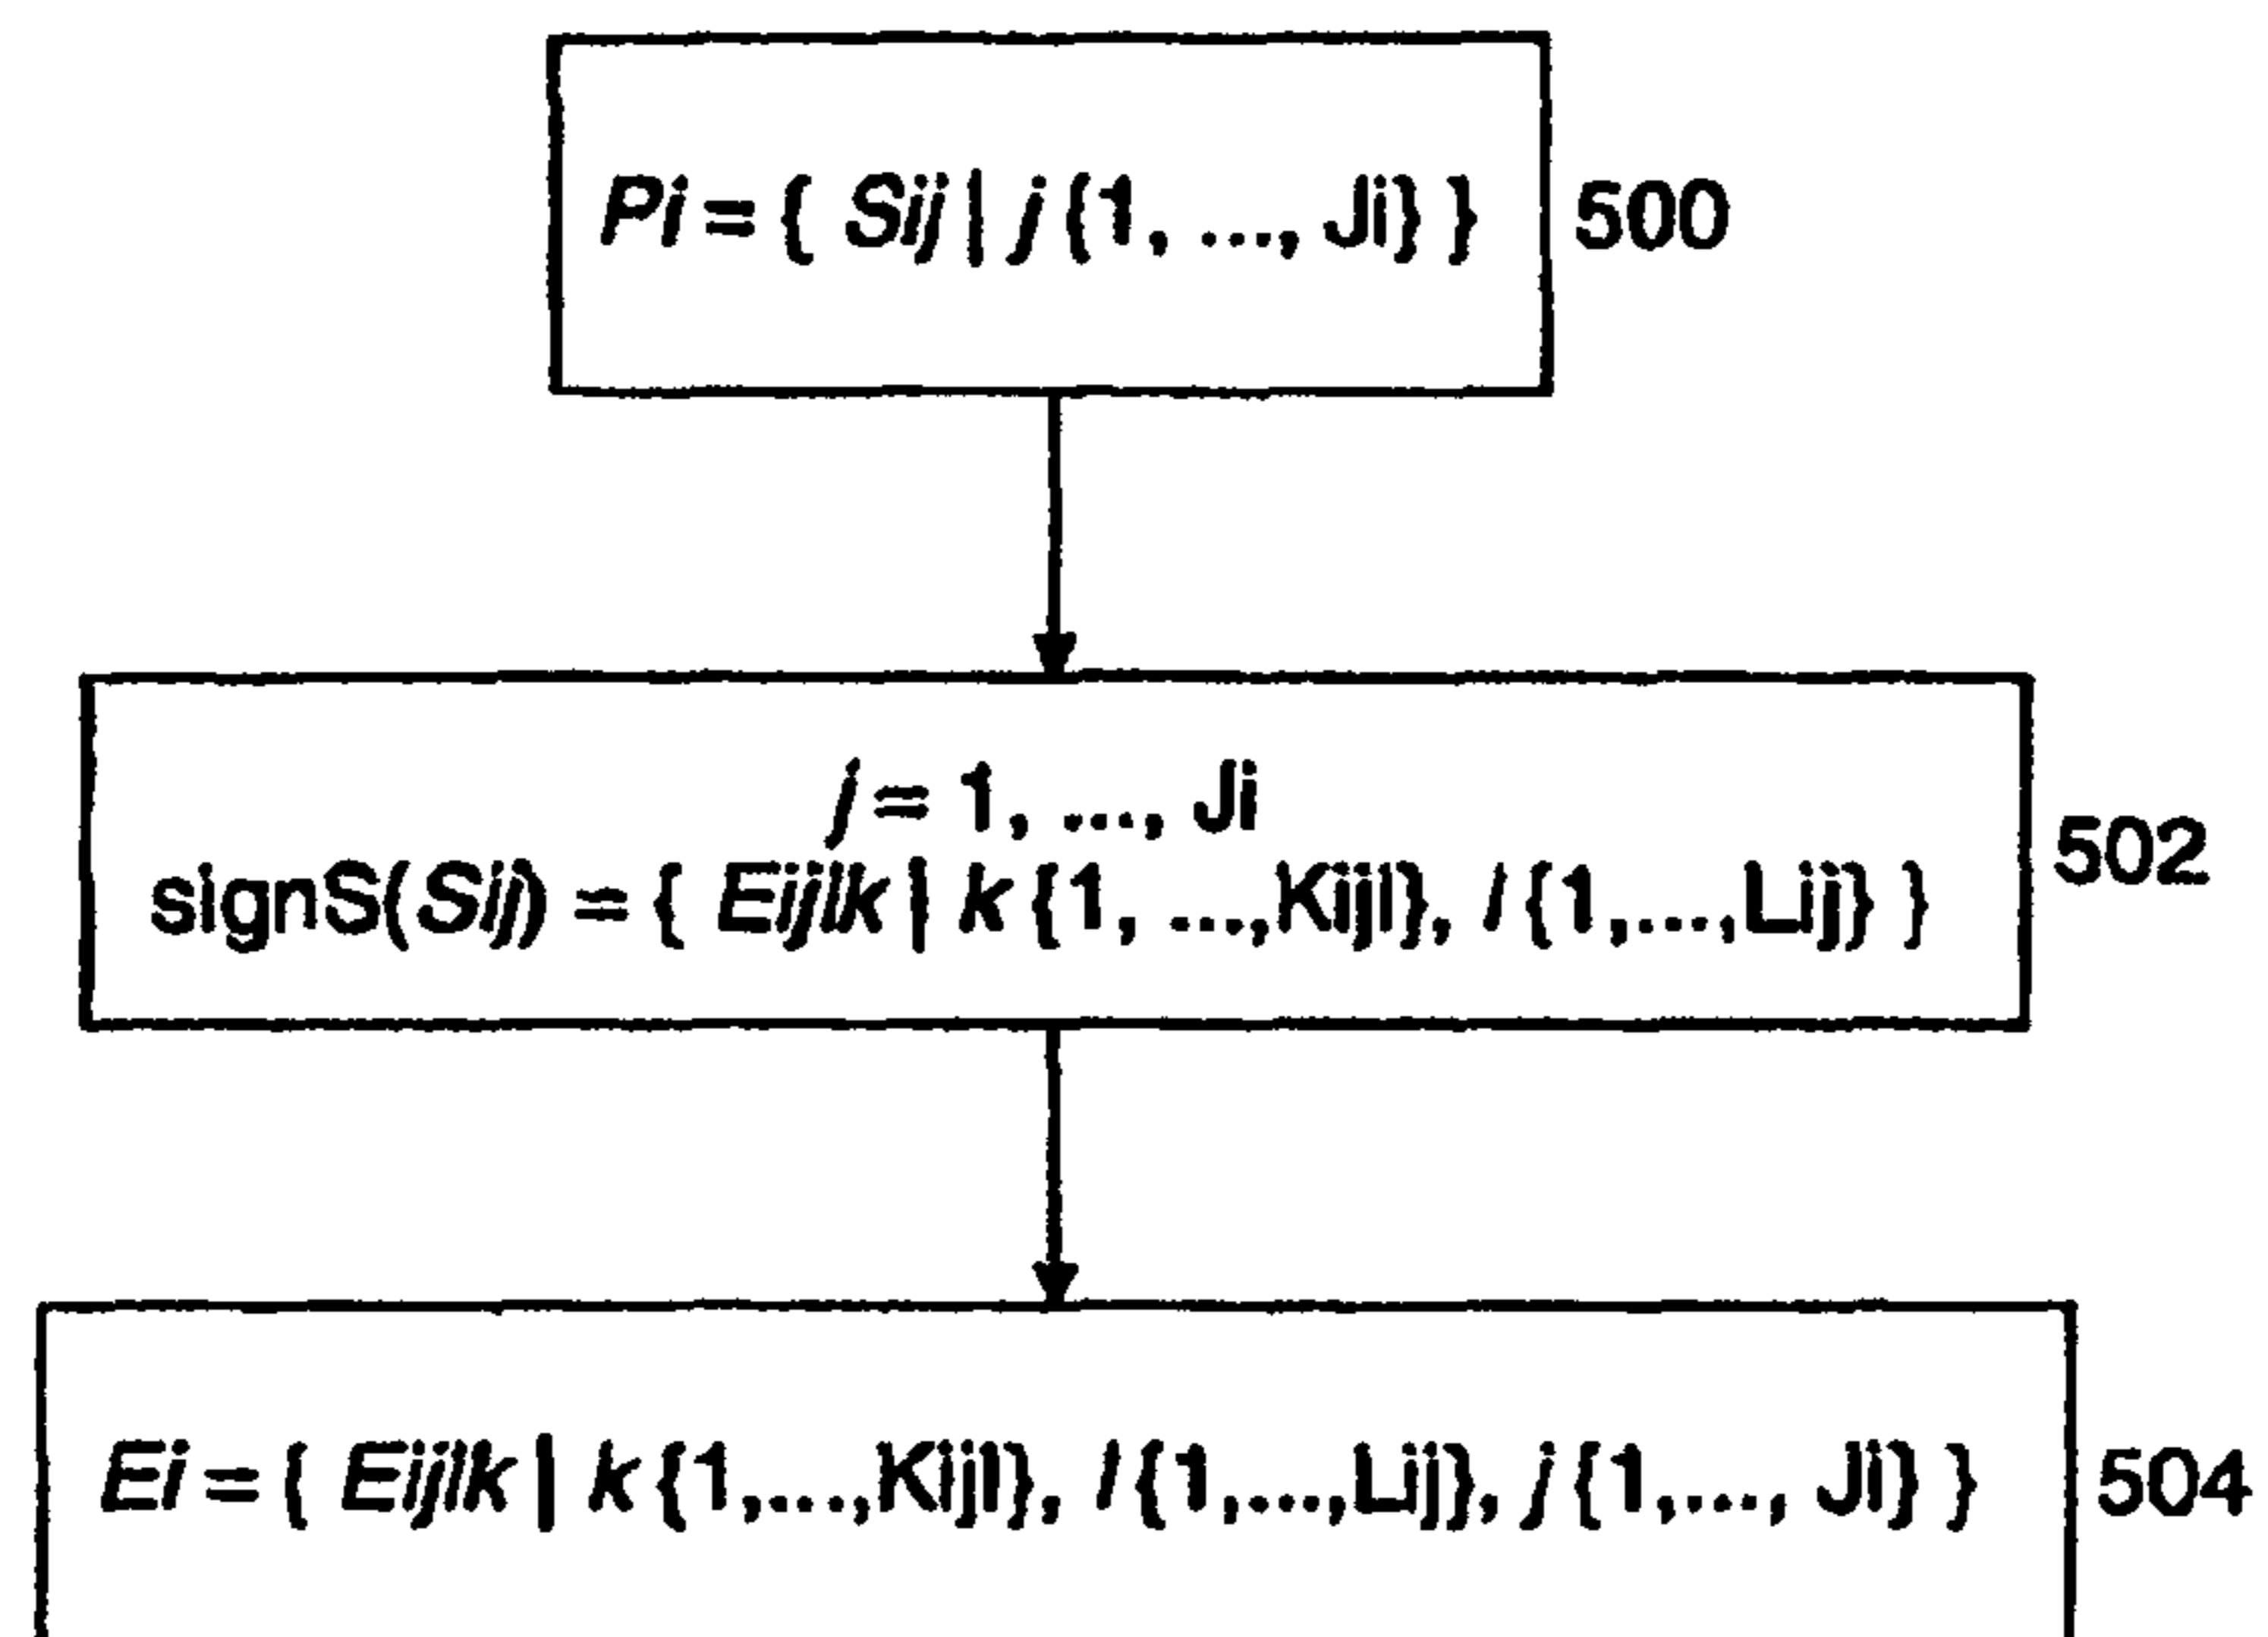 Pi = { Sij | j {1, ..., Ji} } 500
j = 1, ..., Ji
signS(Sij) = { Eijlk | k {1, ...,Kijl}, l {1,...,Lij} } 502
Ei = { Eijlk | k {1,...,Kijl}, l {1,...,Lij}, j {1,..., Ji} } 504